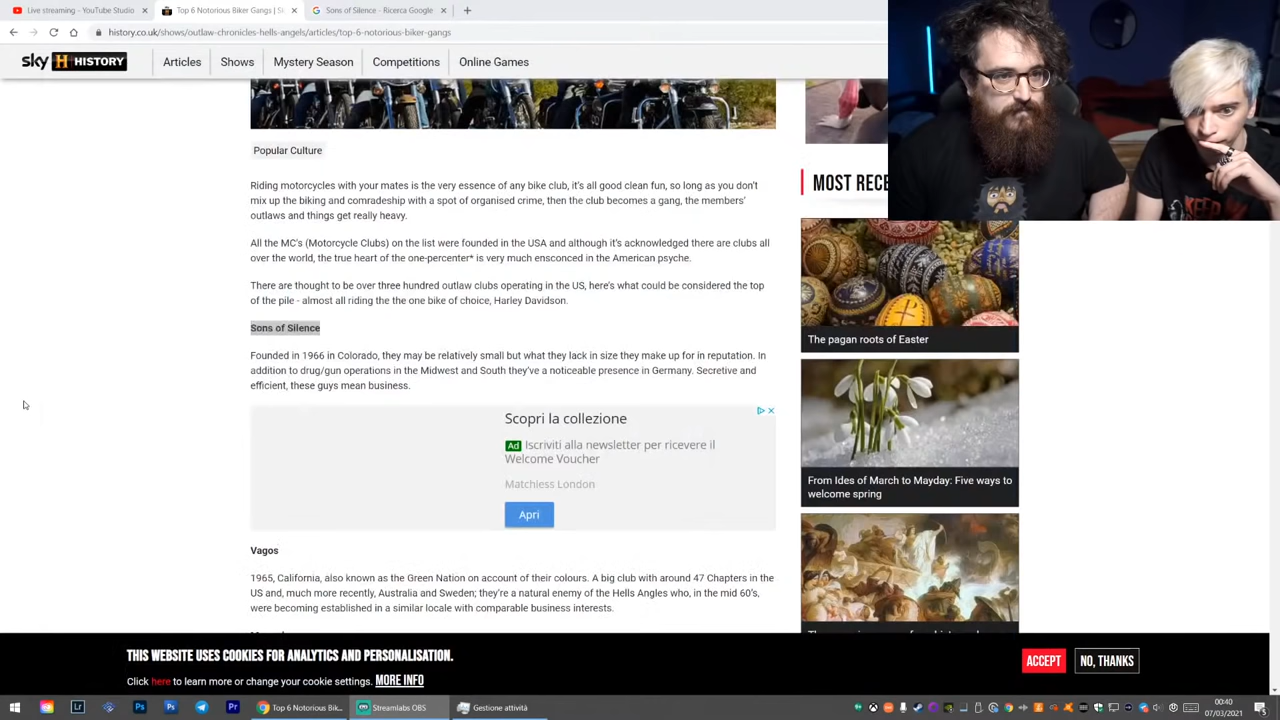 Live streaming - YouTube Studio
Top 6 Notorious Biker Gangs | Sk
Sons of Silence - Ricerca Google
history.co.uk/shows/outlaw-chronicles-hells-angels/articles/top-6-notorious-biker-gangs
sky HISTORY
Articles
Shows
Mystery Season
Competitions
Online Games
Popular Culture
Riding motorcycles with your mates is the very essence of any bike club, it's all good clean fun, so long as you don't
mix up the biking and comradeship with a spot of organised crime, then the club becomes a gang, the members'
outlaws and things get really heavy.
All the MC's (Motorcycle Clubs) on the list were founded in the USA and although it's acknowledged there are clubs all
over the world, the true heart of the one-percenter* is very much ensconced in the American psyche.
There are thought to be over three hundred outlaw clubs operating in the US, here's what could be considered the top
of the pile - almost all riding the the one bike of choice, Harley Davidson.
Sons of Silence
Founded in 1966 in Colorado, they may be relatively small but what they lack in size they make up for in reputation. In
addition to drug/gun operations in the Midwest and South they've a noticeable presence in Germany. Secretive and
efficient, these guys mean business.
Scopri la collezione
Ad Iscriviti alla newsletter per ricevere il
Welcome Voucher
Matchless London
Apri
Vagos
1965, California, also known as the Green Nation on account of their colours. A big club with around 47 Chapters in the
US and, much more recently, Australia and Sweden; they're a natural enemy of the Hells Angles who, in the mid 60's,
were becoming established in a similar locale with comparable business interests.
MOST RECE
The pagan roots of Easter
From Ides of March to Mayday: Five ways to
welcome spring
THIS WEBSITE USES COOKIES FOR ANALYTICS AND PERSONALISATION.
Click here to learn more or change your cookie settings. MORE INFO
ACCEPT
NO, THANKS
Top 6 Notorious Bik...
Streamlabs OBS
Gestione attività
00:40
07/03/2021